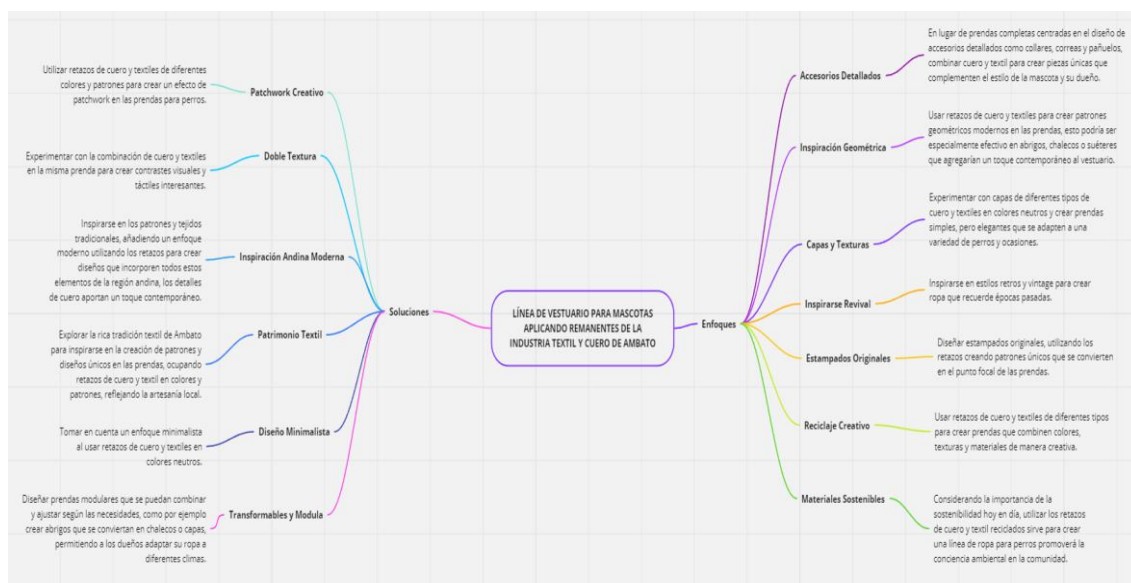 Utilizar retazos de cuero y textiles de diferentes
colores y patrones para crear un efecto de
patchwork en las prendas para perros.
Patchwork Creativo
Experimentar con la combinación de cuero y textiles
en la misma prenda para crear contrastes visuales y
táctiles interesantes.
Doble Textura
Inspirarse en los patrones y tejidos
tradicionales, añadiendo un enfoque
moderno utilizando los retazos para crear
diseños que incorporen todos estos
elementos de la región andina, los detalles
de cuero aportan un toque contemporáneo.
Inspiración Andina Moderna
Explorar la rica tradición textil de Ambato
para inspirarse en la creación de patrones y
diseños únicos en las prendas, ocupando
retazos de cuero y textil en colores y
patrones, reflejando la artesanía local.
Patrimonio Textil
Tomar en cuenta un enfoque minimalista
al usar retazos de cuero y textiles en
colores neutros.
Diseño Minimalista
Diseñar prendas modulares que se puedan combinar
y ajustar según las necesidades, como por ejemplo
crear abrigos que se conviertan en chalecos o capas,
permitiendo a los dueños adaptar su ropa a
diferentes climas.
Transformables y Modula
Soluciones
LÍNEA DE VESTUARIO PARA MASCOTAS
APLICANDO REMANENTES DE LA
INDUSTRIA TEXTIL Y CUERO DE AMBATO
Enfoques
Accesorios Detallados
En lugar de prendas completas centradas en el diseño de
accesorios detallados como collares, correas y pañuelos,
combinar cuero y textil para crear piezas únicas que
complementen el estilo de la mascota y su dueño.
Inspiración Geométrica
Usar retazos de cuero y textiles para crear patrones
geométricos modernos en las prendas, esto podría ser
especialmente efectivo en abrigos, chalecos o suéteres
que agregarían un toque contemporáneo al vestuario.
Capas y Texturas
Experimentar con capas de diferentes tipos de
cuero y textiles en colores neutros y crear prendas
simples, pero elegantes que se adapten a una
variedad de perros y ocasiones.
Inspirarse Revival
Inspirarse en estilos retros y vintage para crear
ropa que recuerde épocas pasadas.
Estampados Originales
Diseñar estampados originales, utilizando los
retazos creando patrones únicos que se convierten
en el punto focal de las prendas.
Reciclaje Creativo
Usar retazos de cuero y textiles de diferentes tipos
para crear prendas que combinen colores,
texturas y materiales de manera creativa.
Materiales Sostenibles
Considerando la importancia de la
sostenibilidad hoy en día, utilizar los retazos
de cuero y textil reciclados sirve para crear
una línea de ropa para perros promoverá la
conciencia ambiental en la comunidad.